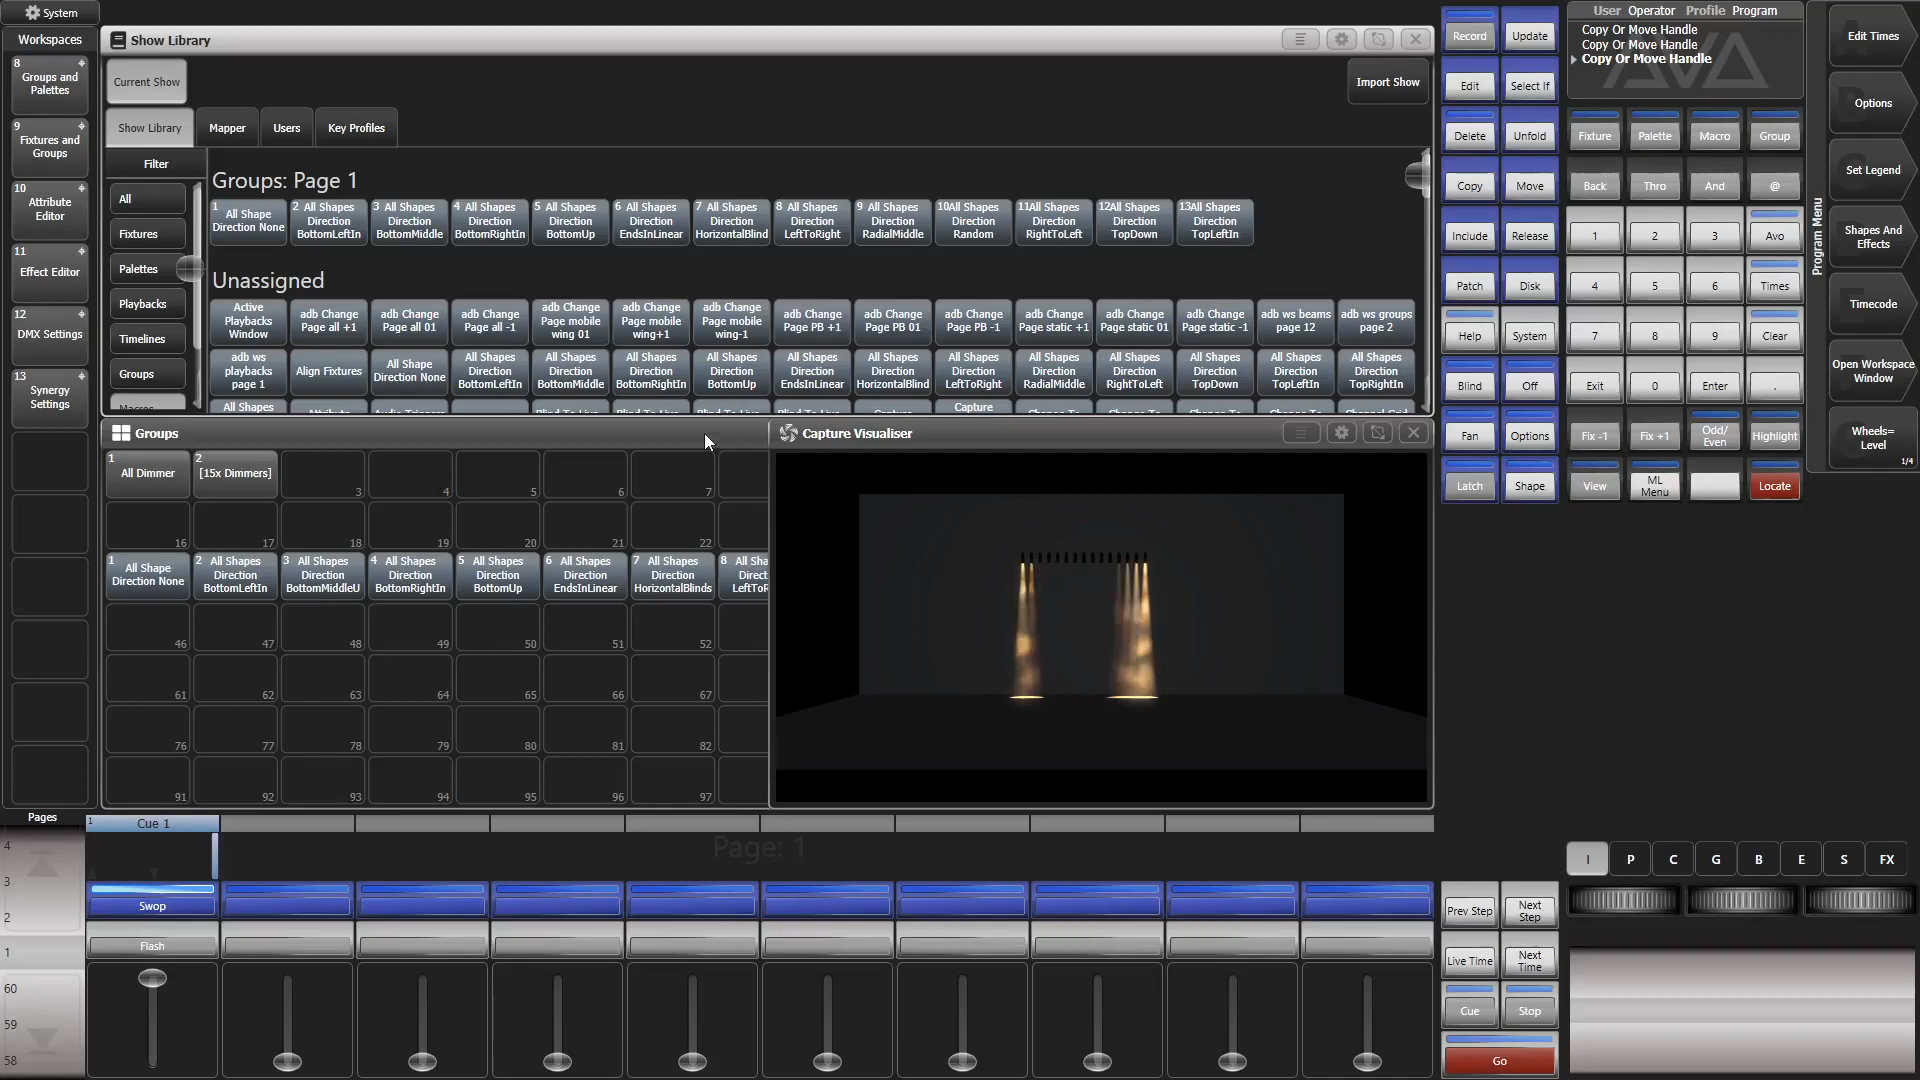 System
Workspaces
8
Groups and
Palettes
9
Fixtures and
Groups
10
Attribute
Editor
11
Effect Editor
12
DMX Settings
13
Synergy
Settings
Show Library
Current Show
Import Show
Show Library
Mapper
Users
Key Profiles
Filter
All
Fixtures
Palettes
Playbacks
Timelines
Groups
Groups: Page 1
1 All Shape
Direction None
2 All Shapes
Direction
BottomLeftIn
3 All Shapes
Direction
BottomMiddle
4 All Shapes
Direction
BottomRightIn
5 All Shapes
Direction
BottomUp
6 All Shapes
Direction
EndsInLinear
7 All Shapes
Direction
HorizontalBlind
8 All Shapes
Direction
LeftToRight
9 All Shapes
Direction
RadialMiddle
10All Shapes
Direction
Random
11All Shapes
Direction
RightToLeft
12All Shapes
Direction
TopDown
13All Shapes
Direction
TopLeftIn
Unassigned
Active
Playbacks
Window
adb Change
Page all +1
adb Change
Page all 01
adb Change
Page all -1
adb Change
Page mobile
wing 01
adb Change
Page mobile
wing+1
adb Change
Page mobile
wing-1
adb Change
Page PB +1
adb Change
Page PB 01
adb Change
Page PB -1
adb Change
Page static +1
adb Change
Page static 01
adb Change
Page static -1
adb ws beams
page 12
adb ws groups
page 2
adb ws
playbacks
page 1
Align Fixtures
All Shape
Direction None
All Shapes
Direction
BottomLeftIn
All Shapes
Direction
BottomMiddle
All Shapes
Direction
BottomRightIn
All Shapes
Direction
BottomUp
All Shapes
Direction
EndsInLinear
All Shapes
Direction
HorizontalBlind
All Shapes
Direction
LeftToRight
All Shapes
Direction
RadialMiddle
All Shapes
Direction
RightToLeft
All Shapes
Direction
TopDown
All Shapes
Direction
TopLeftIn
All Shapes
Direction
TopRightIn
All Shapes
Capture
Groups
1
All Dimmer
2
[15x Dimmers]
3
4
5
6
7
16
17
18
19
20
21
22
1 All Shape
Direction None
2 All Shapes
Direction
BottomLeftIn
3 All Shapes
Direction
BottomMiddleU
4 All Shapes
Direction
BottomRightIn
5 All Shapes
Direction
BottomUp
6 All Shapes
Direction
EndsInLinear
7 All Shapes
Direction
HorizontalBlinds
8 All Sh
Direct
LeftToR
46
47
48
49
50
51
52
61
62
63
64
65
66
67
76
77
78
79
80
81
82
91
92
93
94
95
96
97
Capture Visualiser
Pages
4
3
2
1
60
59
58
1 Cue 1
Page: 1
Swop
Flash
Record
Update
Edit
Select If
Delete
Unfold
Copy
Move
Include
Release
Patch
Disk
Help
System
Blind
Off
Fan
Options
Latch
Shape
User Operator Profile Program
Copy Or Move Handle
Copy Or Move Handle
Copy Or Move Handle
Fixture
Palette
Macro
Group
Back
Thro
And
@
1
2
3
Avo
4
5
6
Times
7
8
9
Clear
Exit
0
Enter
.
Fix -1
Fix +1
Odd/
Even
Highlight
View
ML
Menu
Locate
Program Menu
Edit Times
Options
Set Legend
Shapes And
Effects
Timecode
Open Workspace
Window
Wheels=
Level
1/4
I
P
C
G
B
E
S
FX
Prev Step
Next
Step
Live Time
Next
Time
Cue
Stop
Go